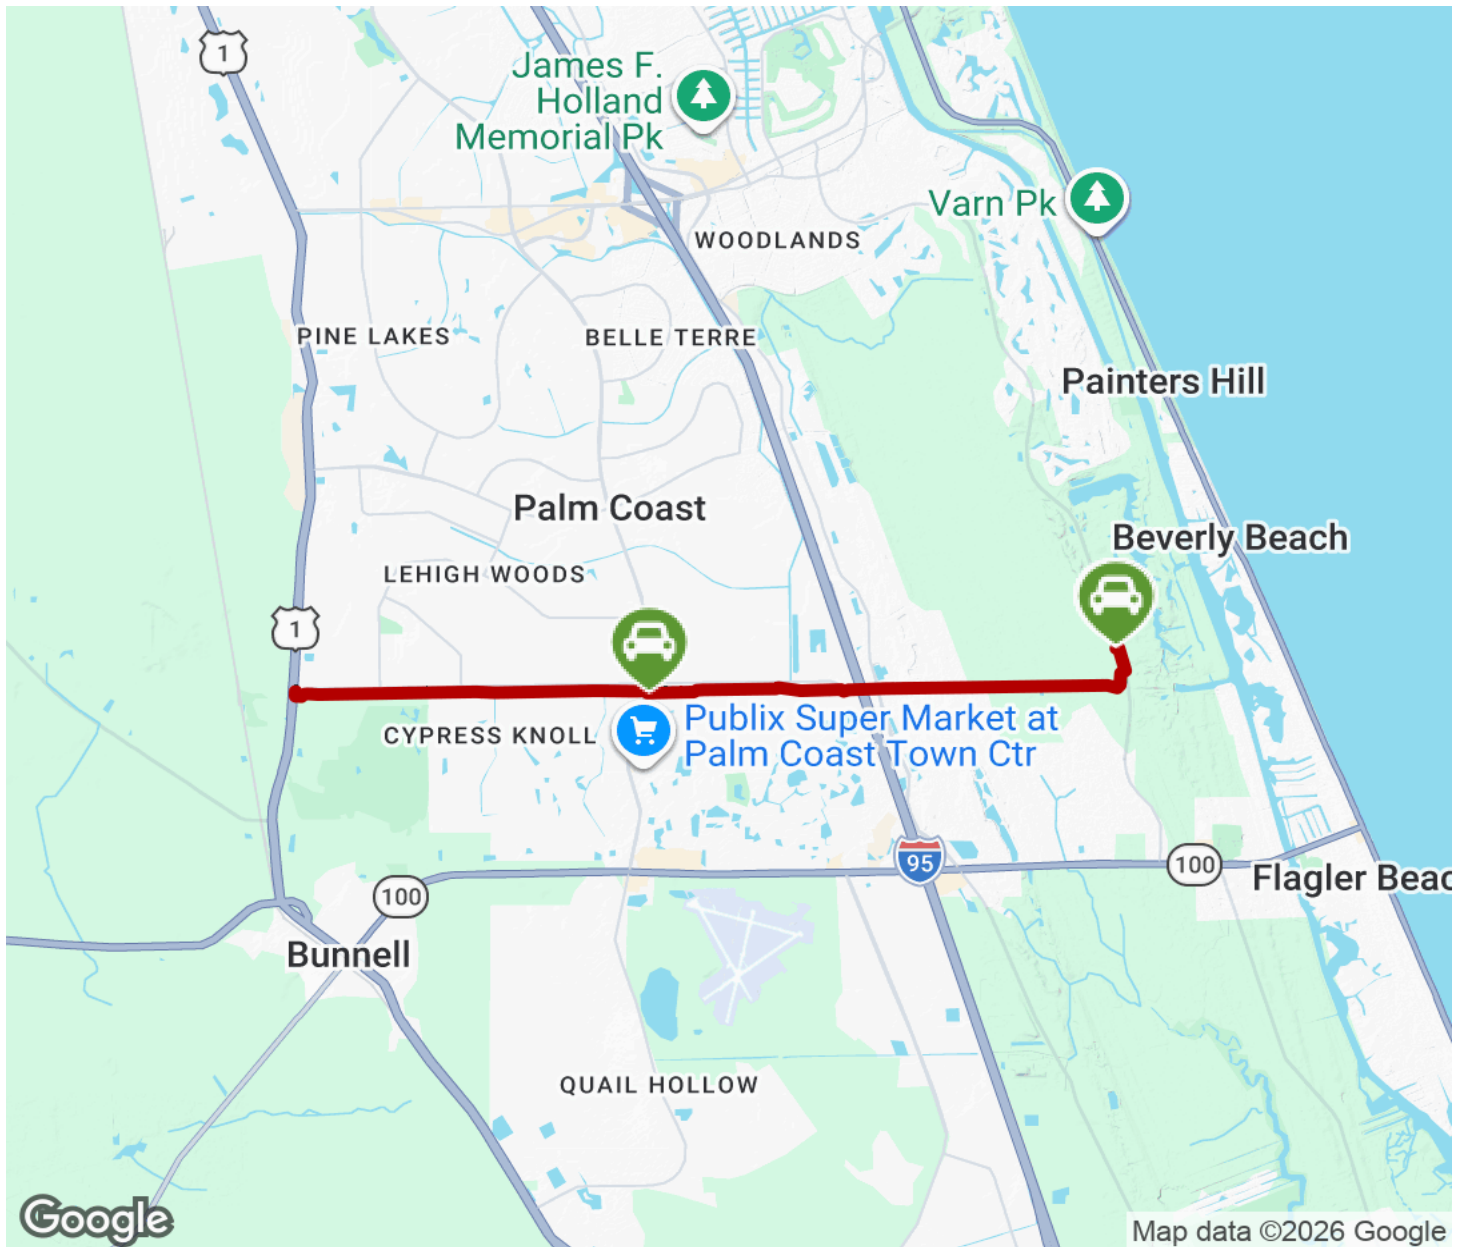 1
James F.
Holland
Memorial Pk
Varn Pk
WOODLANDS
PINE LAKES
BELLE TERRE
Painters Hill
Palm Coast
Beverly Beach
LEHIGH WOODS
1
CYPRESS KNOLL
Publix Super Market at
Palm Coast Town Ctr
95
100
100
Flagler Beac
Bunnell
QUAIL HOLLOW
Google
Map data ©2026 Google